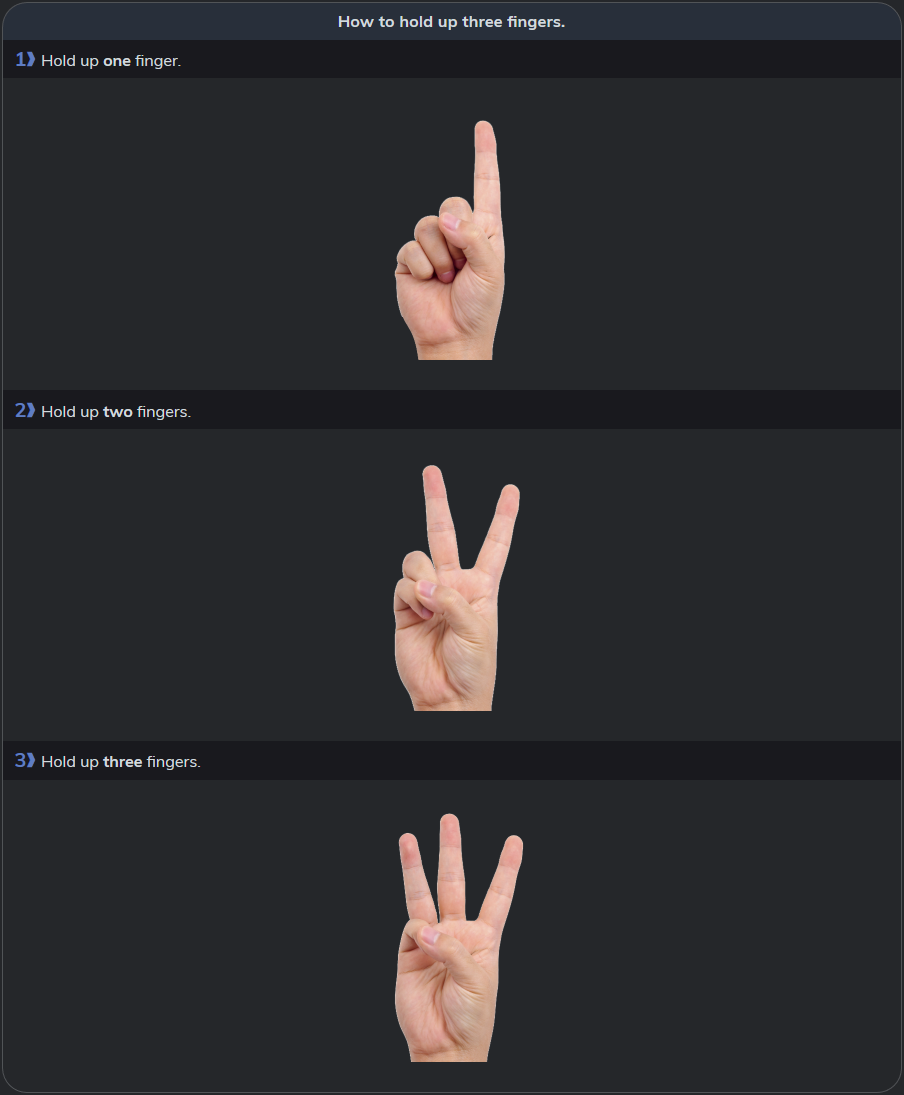 How to hold up three fingers.
1⟫ Hold up one finger.
2⟫ Hold up two fingers.
3⟫ Hold up three fingers.